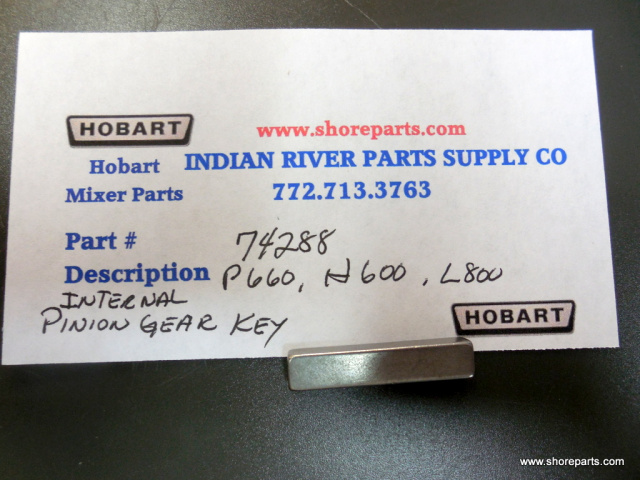 HOBART
www.shoreparts.com
Hobart INDIAN RIVER PARTS SUPPLY CO
Mixer Parts 772.713.3763
Part # 74288
Description P660, H600, L800
INTERNAL
PINION GEAR KEY
HOBART
www.shoreparts.com